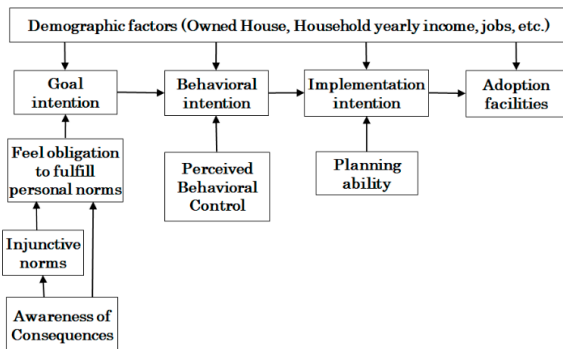 Demographic factors (Owned House, Household yearly income, jobs, etc.)
Goal
intention
Behavioral
intention
Implementation
intention
Adoption
facilities
Feel obligation
to fulfill
personal norms
Perceived
Behavioral
Control
Planning
ability
Injunctive
norms
Awareness of
Consequences